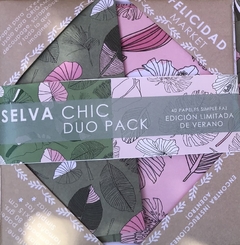 FELICIDAD
MARKET
SELVA CHIC
DUO PACK
40 PAPELES SIMPLE FAZ
EDICIÓN LIMITADA
DE VERANO